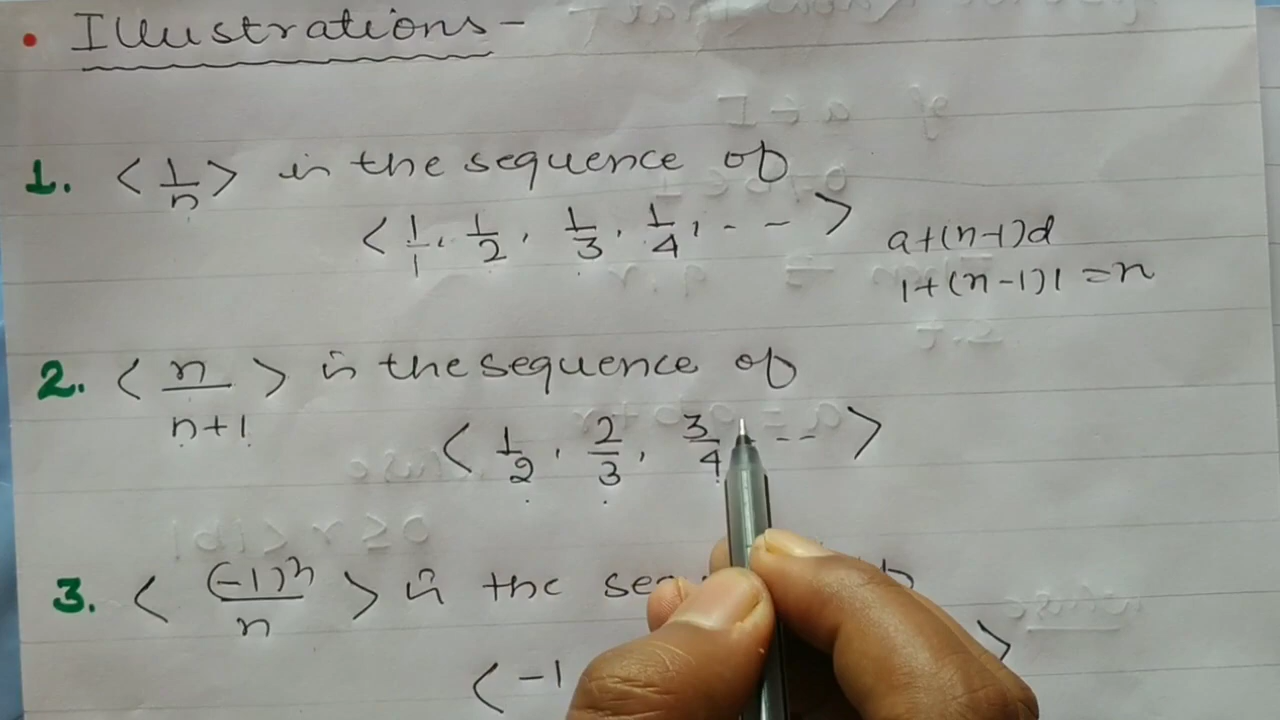 • Illustrations -
1. < 1/n > is the sequence of
< 1/1, 1/2, 1/3, 1/4, - - >
a+(n-1)d
1+(n-1)1 = n
2. < n/n+1 > is the sequence of
< 1/2, 2/3, 3/4 - - >
3. < (-1)^n/n > is the
< -1 >